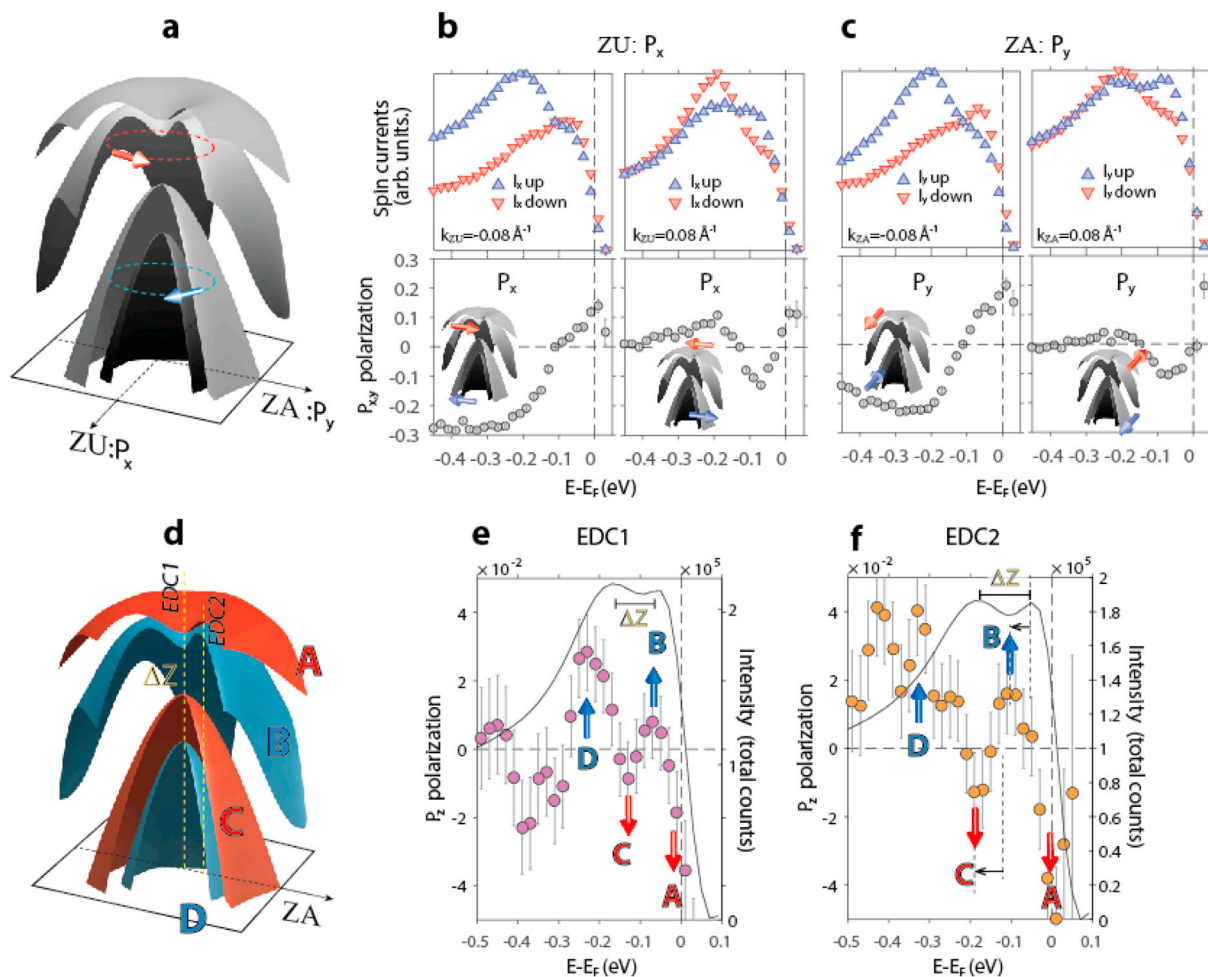 a
ZA :Py
ZU:Px
b
ZU: Px
Spin currents
(arb. units,)
Ix up
Ix down
kZU=-0.08 Å-1
Ix up
Ix down
kZU=0.08 Å-1
Px,y polarization
0.3
0.2
0.1
0
-0.1
-0.2
-0.3
Px
Px
-0.4 -0.3 -0.2 -0.1 0
-0.4 -0.3 -0.2 -0.1 0
E-EF(eV)
c
ZA: Py
Iy up
Iy down
kZA=-0.08 Å-1
Iy up
Iy down
kZA=0.08 Å-1
Py
Py
-0.4 -0.3 -0.2 -0.1 0
-0.4 -0.3 -0.2 -0.1 0
E-EF(eV)
d
EDC1
EDC2
ΔZ
A
B
C
D
ZA
e
EDC1
×10-2
×105
4
2
0
-2
-4
Pz polarization
ΔZ
B
D
C
A
2
1
0
Intensity (total counts)
-0.5 -0.4 -0.3 -0.2 -0.1 0 0.1
E-EF(eV)
f
EDC2
×10-2
×105
4
2
0
-2
-4
Pz polarization
ΔZ
B
D
C
A
2
1.8
1.6
1.4
1.2
1
0.8
0.6
0.4
0.2
0
Intensity (total counts)
-0.5 -0.4 -0.3 -0.2 -0.1 0 0.1
E-EF(eV)